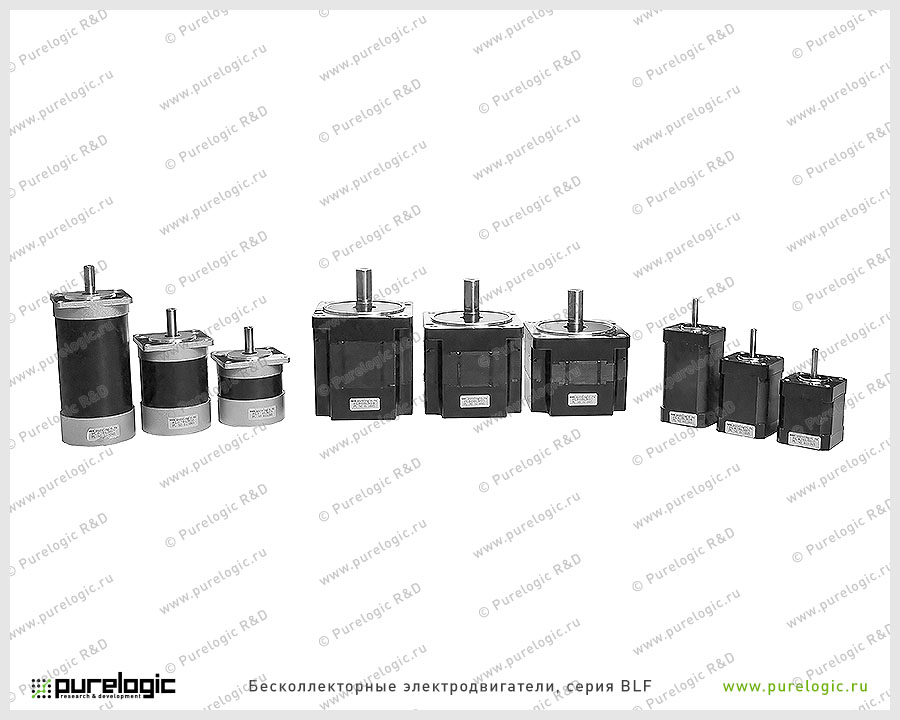 © Purelogic R&D
www.purelogic.ru
purelogic
research & development
Бесколлекторные электродвигатели, серия BLF
www.purelogic.ru